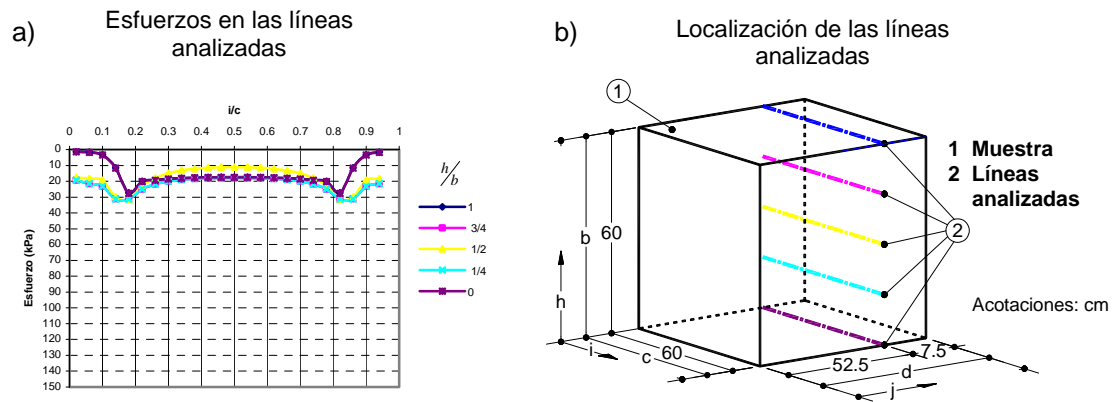 a)
Esfuerzos en las líneas
analizadas
i/c
0 0.1 0.2 0.3 0.4 0.5 0.6 0.7 0.8 0.9 1
0
10
20
30
40
50
60
70
80
90
100
110
120
130
140
150
Esfuerzo (kPa)
h/b
1
3/4
1/2
1/4
0
b)
Localización de las líneas
analizadas
1
1 Muestra
2 Líneas
analizadas
2
b
60
h
Acotaciones: cm
i
c
60
52.5
7.5
d
j